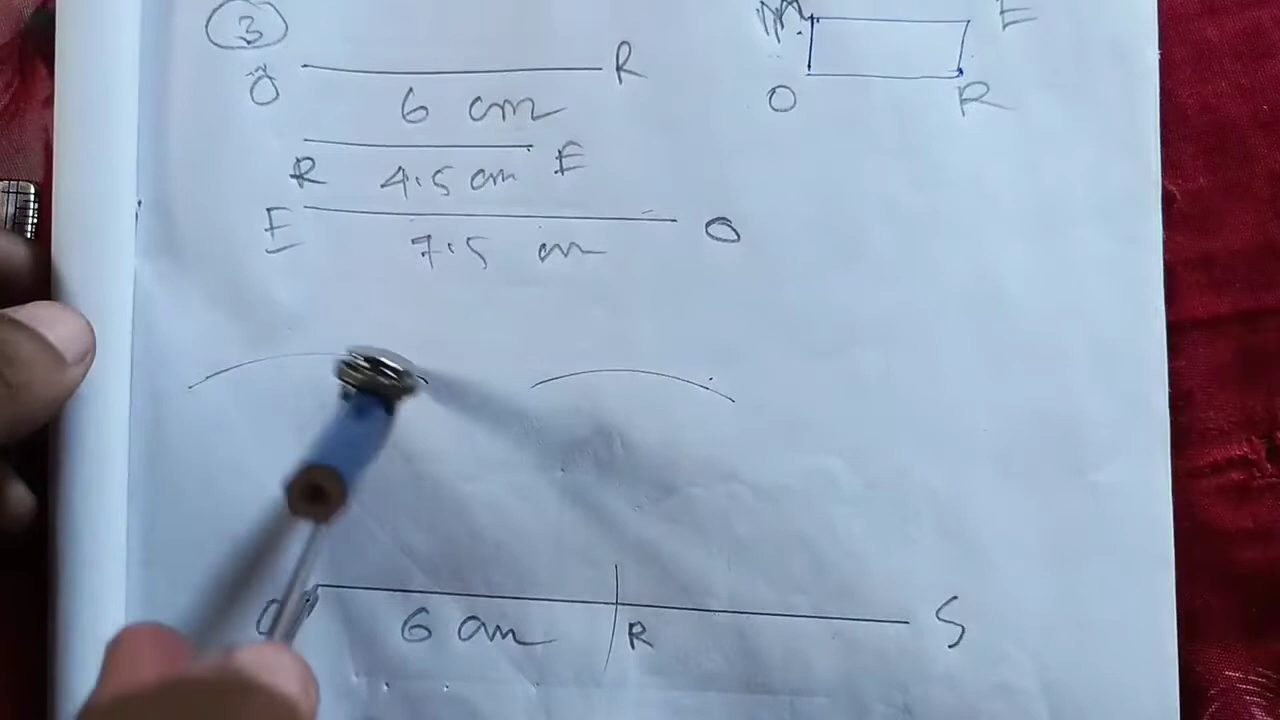 3
O R
6 cm
R 4.5 cm E
E 7.5 cm O
M E
O R
O 6 cm R S